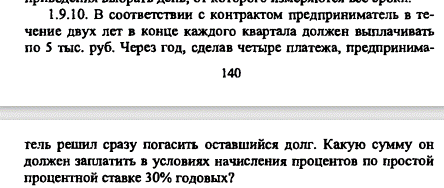 1.9.10. В соответствии с контрактом предприниматель в те-
чение двух лет в конце каждого квартала должен выплачивать
по 5 тыс. руб. Через год, сделав четыре платежа, предпринима-
140
тель решил сразу погасить оставшийся долг. Какую сумму он
должен заплатить в условиях начисления процентов по простой
процентной ставке 30% годовых?